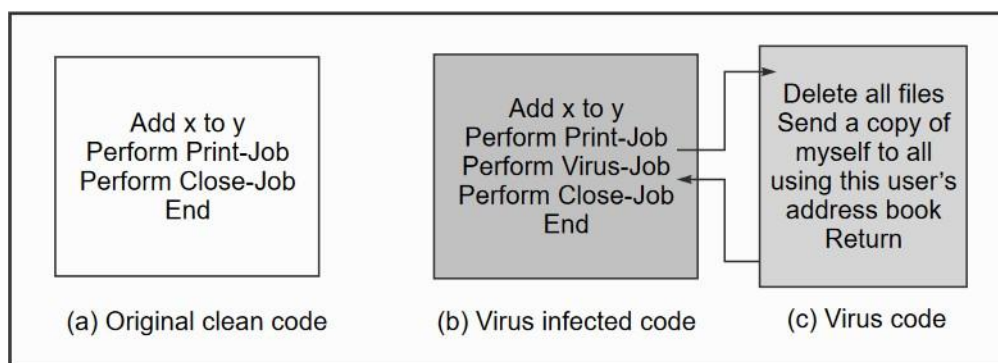 Add x to y
Perform Print-Job
Perform Close-Job
End
(a) Original clean code
Add x to y
Perform Print-Job
Perform Virus-Job
Perform Close-Job
End
(b) Virus infected code
Delete all files
Send a copy of
myself to all
using this user’s
address book
Return
(c) Virus code